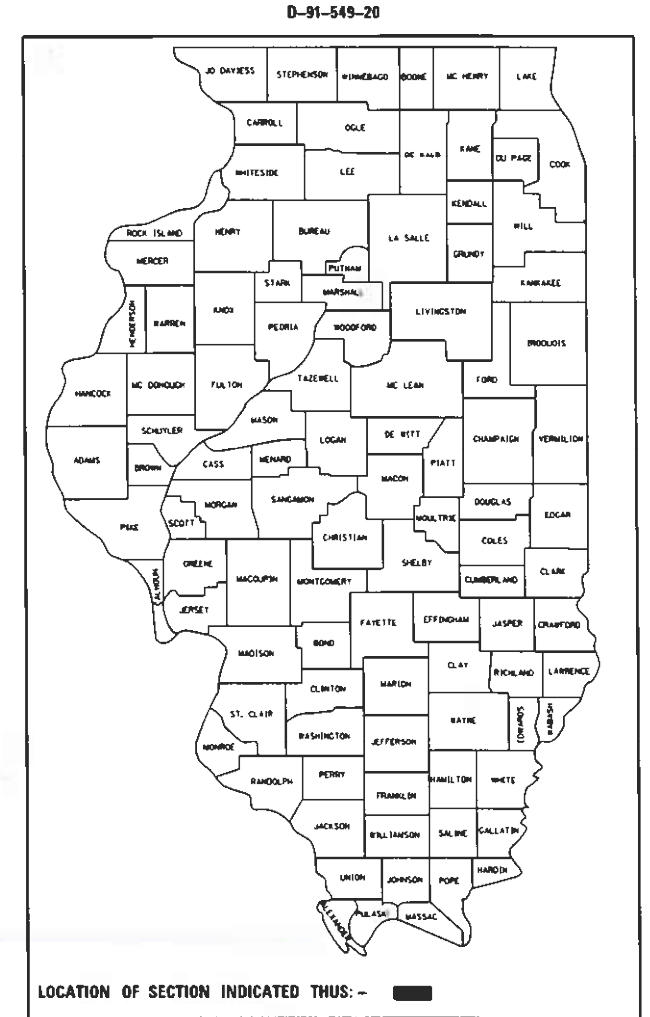 D-91-549-20
JO DAVIESS STEPHENSON WINNEBAGO BOONE MC HENRY LAKE
CARROLL OGLE DE KALB KANE DU PAGE COOK
WHITESIDE LEE KENDALL WILL
ROCK ISLAND HENRY BUREAU LA SALLE GRUNDY
MERCER PUTNAM KANKAKEE
STARK MARSHALL
HENDERSON WARREN KNOX PEORIA WOODFORD LIVINGSTON IROQUOIS
HANCOCK MC DONOUGH FULTON TAZEWELL MC LEAN FORD
MASON
SCHUYLER LOGAN DE WITT CHAMPAIGN VERMILION
ADAMS BROWN CASS MENARD PIATT
MACON
PIKE SCOTT MORGAN SANGAMON MOULTRIE DOUGLAS EDGAR
CHRISTIAN COLES
CALHOUN GREENE MACOUPIN MONTGOMERY SHELBY CUMBERLAND CLARK
JERSEY FAYETTE EFFINGHAM JASPER CRAWFORD
MADISON BOND CLAY RICHLAND LAWRENCE
CLINTON MARION
ST. CLAIR WAYNE EDWARDS WABASH
MONROE WASHINGTON JEFFERSON
RANDOLPH PERRY HAMILTON WHITE
FRANKLIN
JACKSON WILLIAMSON SALINE GALLATIN
UNION JOHNSON POPE HARDIN
ALEXANDER PULASKI MASSAC
LOCATION OF SECTION INDICATED THUS: -